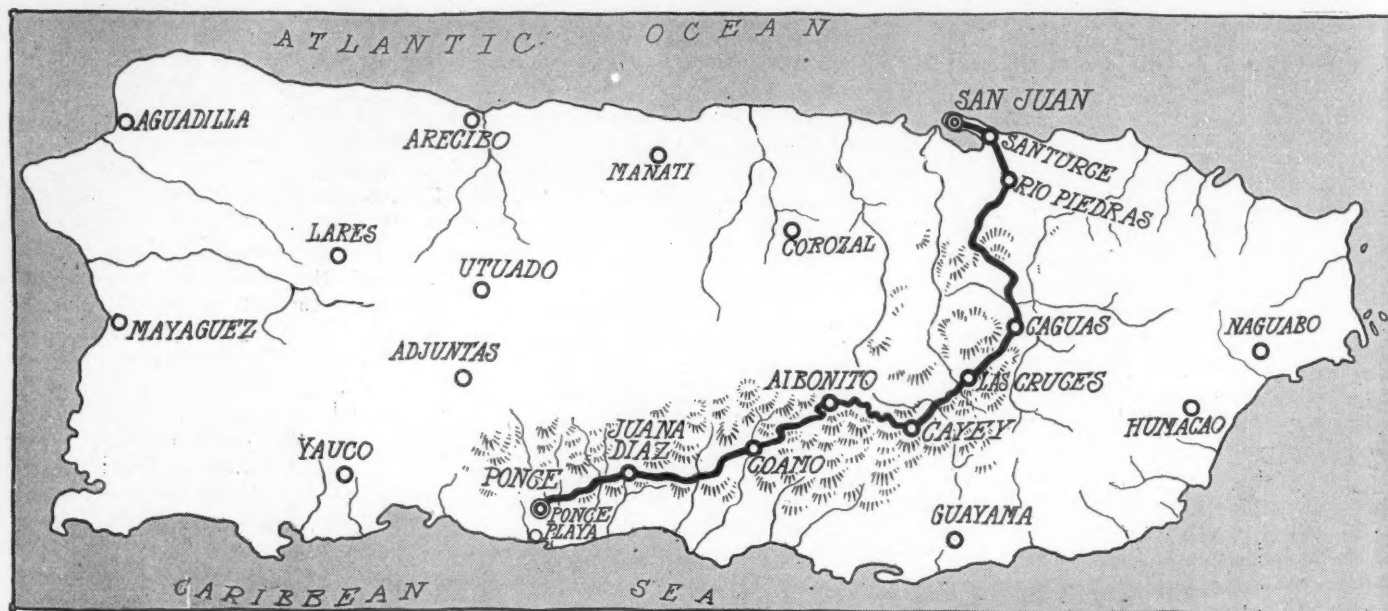 ATLANTIC OCEAN
SAN JUAN
AGUADILLA
ARECIBO
SANTURCE
MANATI
RIO PIEDRAS
LARES
COROZAL
UTUADO
MAYAGUEZ
CAGUAS
NAGUABO
ADJUNTAS
LAS CRUCES
AIBONITO
HUMACAO
CAYEY
JUANA
DIAZ
COAMO
YAUCO
PONCE
PONCE
PLAYA
GUAYAMA
CARIBBEAN SEA